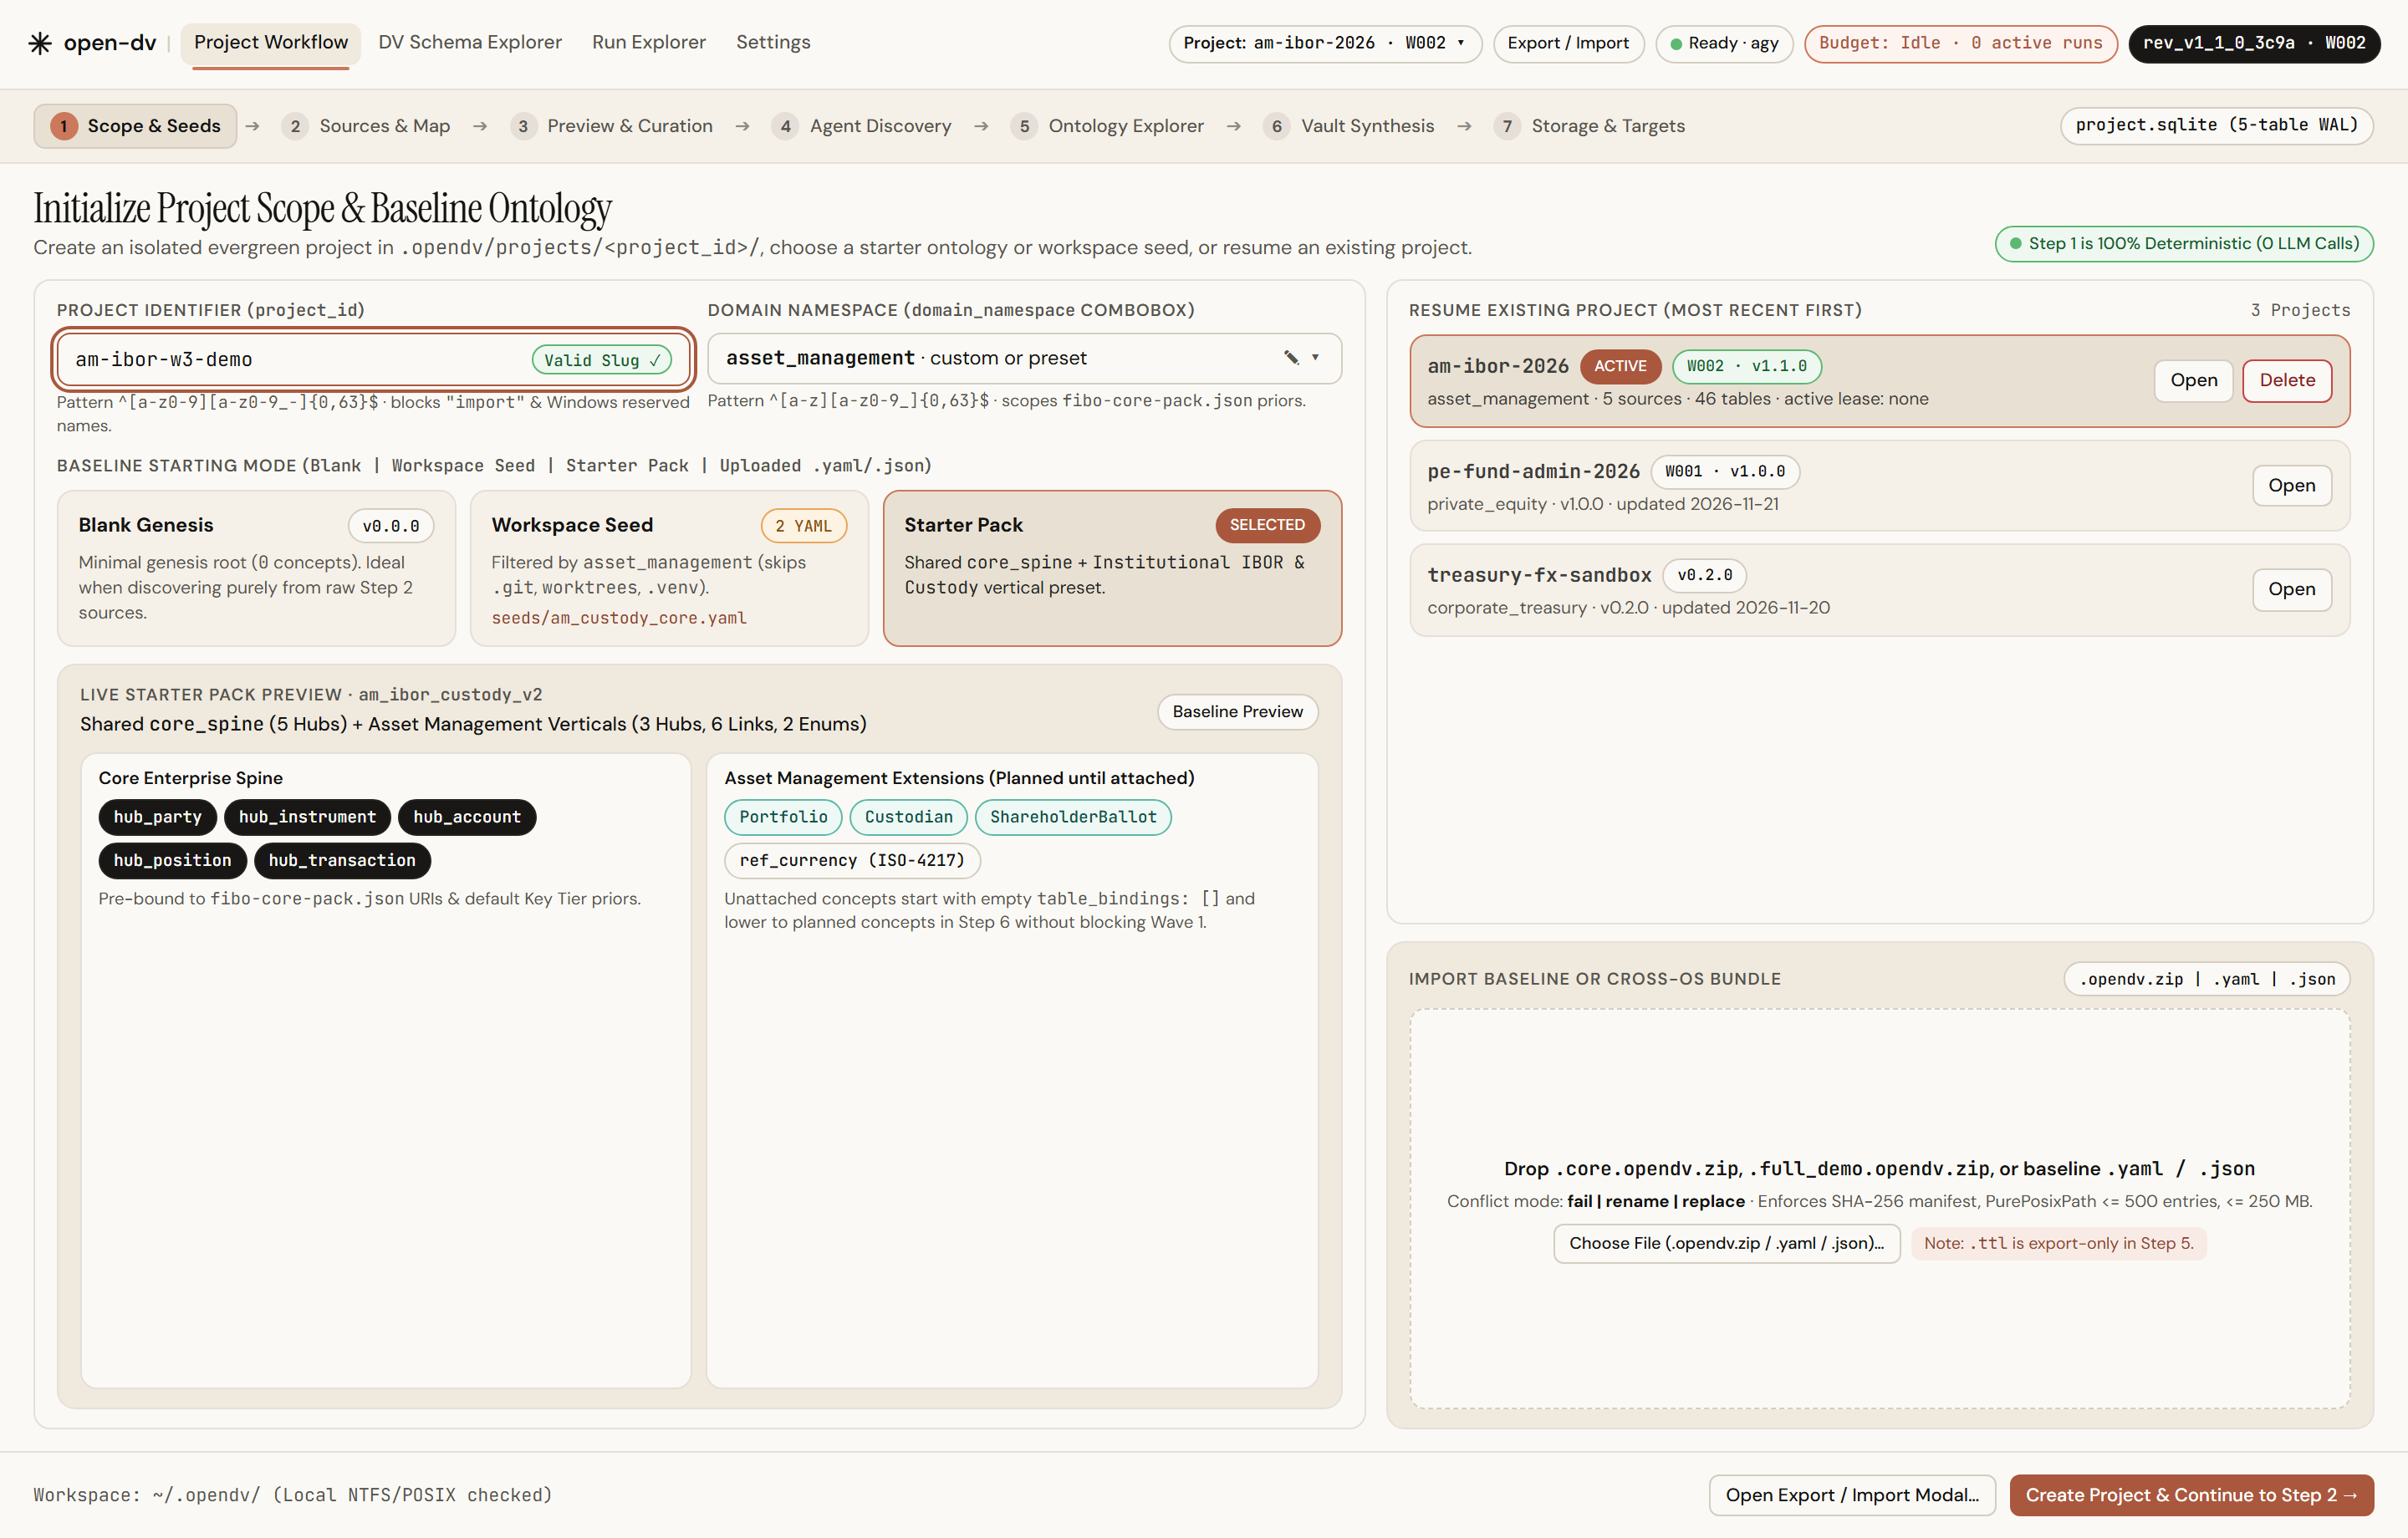 open-dv | Project Workflow DV Schema Explorer Run Explorer Settings
Project: am-ibor-2026 · W002 ▾ Export / Import Ready · agy Budget: Idle · 0 active runs rev_v1_1_0_3c9a · W002
1 Scope & Seeds → 2 Sources & Map → 3 Preview & Curation → 4 Agent Discovery → 5 Ontology Explorer → 6 Vault Synthesis → 7 Storage & Targets
project.sqlite (5-table WAL)
Initialize Project Scope & Baseline Ontology
Create an isolated evergreen project in .opendv/projects/<project_id>/, choose a starter ontology or workspace seed, or resume an existing project.
Step 1 is 100% Deterministic (0 LLM Calls)
PROJECT IDENTIFIER (project_id)
am-ibor-w3-demo Valid Slug ✓
Pattern ^[a-z0-9][a-z0-9_-]{0,63}$ · blocks "import" & Windows reserved
names.
DOMAIN NAMESPACE (domain_namespace COMBOBOX)
asset_management · custom or preset ▾
Pattern ^[a-z][a-z0-9_]{0,63}$ · scopes fibo-core-pack.json priors.
BASELINE STARTING MODE (Blank | Workspace Seed | Starter Pack | Uploaded .yaml/.json)
Blank Genesis v0.0.0
Minimal genesis root (0 concepts). Ideal
when discovering purely from raw Step 2
sources.
Workspace Seed 2 YAML
Filtered by asset_management (skips
.git, worktrees, .venv).
seeds/am_custody_core.yaml
Starter Pack SELECTED
Shared core_spine + Institutional IBOR &
Custody vertical preset.
LIVE STARTER PACK PREVIEW · am_ibor_custody_v2
Shared core_spine (5 Hubs) + Asset Management Verticals (3 Hubs, 6 Links, 2 Enums)
Baseline Preview
Core Enterprise Spine
hub_party hub_instrument hub_account
hub_position hub_transaction
Pre-bound to fibo-core-pack.json URIs & default Key Tier priors.
Asset Management Extensions (Planned until attached)
Portfolio Custodian ShareholderBallot
ref_currency (ISO-4217)
Unattached concepts start with empty table_bindings: [] and
lower to planned concepts in Step 6 without blocking Wave 1.
RESUME EXISTING PROJECT (MOST RECENT FIRST) 3 Projects
am-ibor-2026 ACTIVE W002 · v1.1.0
asset_management · 5 sources · 46 tables · active lease: none
Open Delete
pe-fund-admin-2026 W001 · v1.0.0
private_equity · v1.0.0 · updated 2026-11-21
Open
treasury-fx-sandbox v0.2.0
corporate_treasury · v0.2.0 · updated 2026-11-20
Open
IMPORT BASELINE OR CROSS-OS BUNDLE .opendv.zip | .yaml | .json
Drop .core.opendv.zip, .full_demo.opendv.zip, or baseline .yaml / .json
Conflict mode: fail | rename | replace · Enforces SHA-256 manifest, PurePosixPath <= 500 entries, <= 250 MB.
Choose File (.opendv.zip / .yaml / .json)… Note: .ttl is export-only in Step 5.
Workspace: ~/.opendv/ (Local NTFS/POSIX checked)
Open Export / Import Modal… Create Project & Continue to Step 2 →